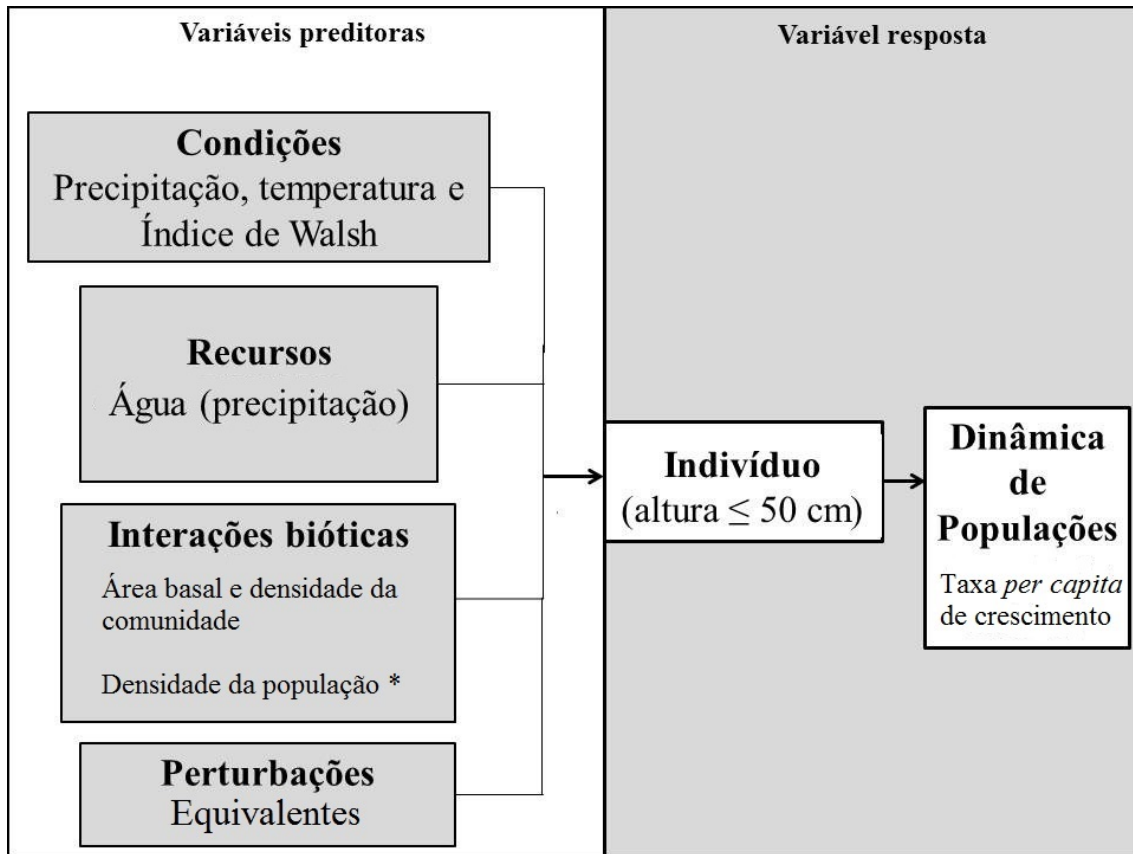 Variáveis preditoras
Condições
Precipitação, temperatura e
Índice de Walsh
Recursos
Água (precipitação)
Interações bióticas
Área basal e densidade da
comunidade
Densidade da população *
Perturbações
Equivalentes
Variável resposta
Indivíduo
(altura ≤ 50 cm)
Dinâmica
de
Populações
Taxa per capita
de crescimento